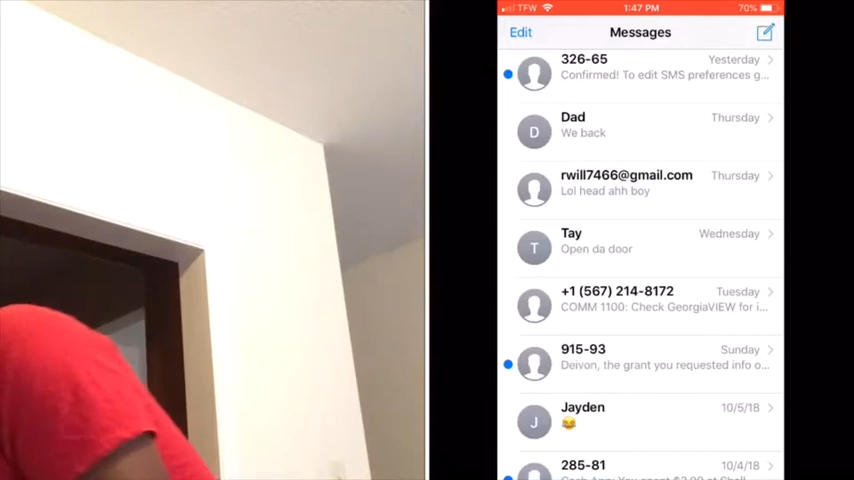 TFW 1:47 PM 70%
Edit Messages
326-65 Yesterday
Confirmed! To edit SMS preferences g...
Dad Thursday
D We back
rwill7466@gmail.com Thursday
Lol head ahh boy
Tay Wednesday
T Open da door
+1 (567) 214-8172 Tuesday
COMM 1100: Check GeorgiaVIEW for i...
915-93 Sunday
Deivon, the grant you requested info o...
Jayden 10/5/18
J 😂
285-81 10/4/18